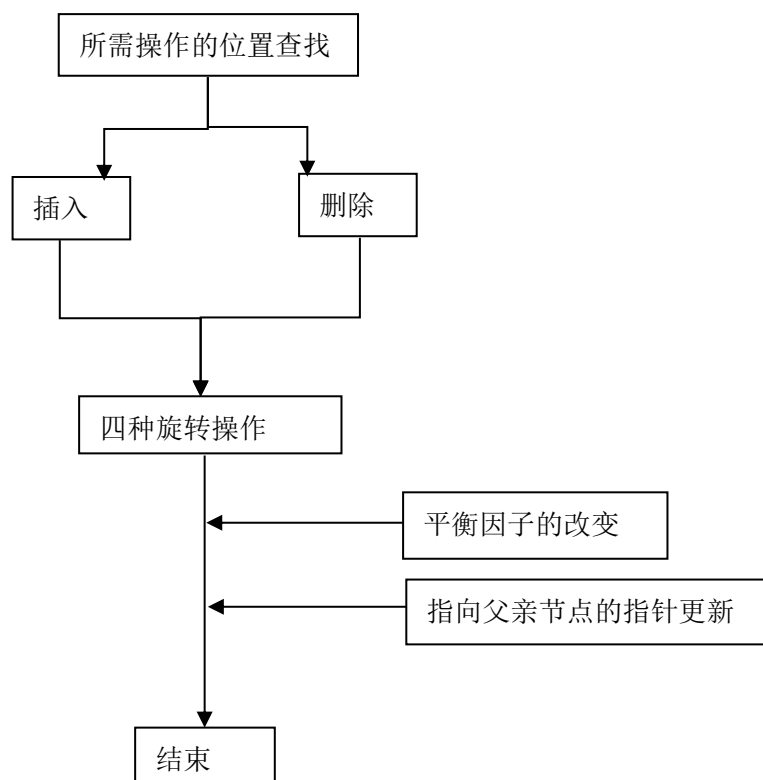 所需操作的位置查找
插入
删除
四种旋转操作
平衡因子的改变
指向父亲节点的指针更新
结束